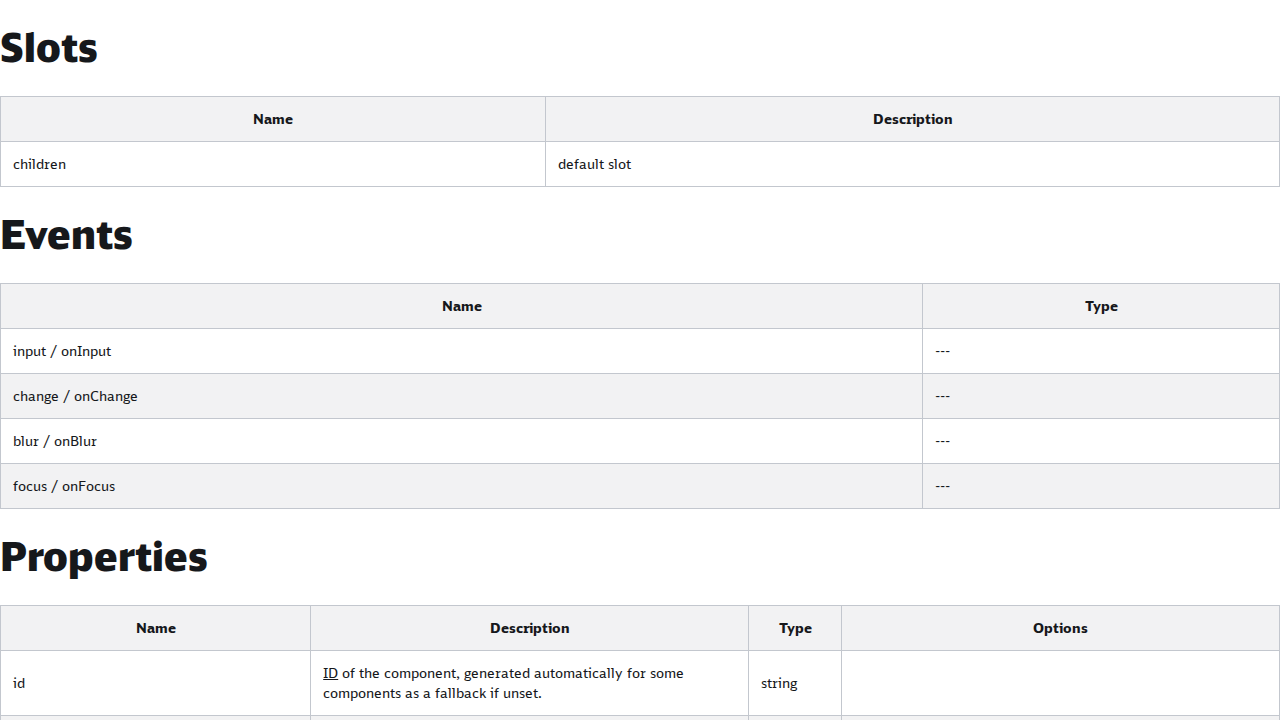 Slots
Name Description
children default slot
Events
Name Type
input / onInput ---
change / onChange ---
blur / onBlur ---
focus / onFocus ---
Properties
Name Description Type Options
id ID of the component, generated automatically for some components as a fallback if unset. string